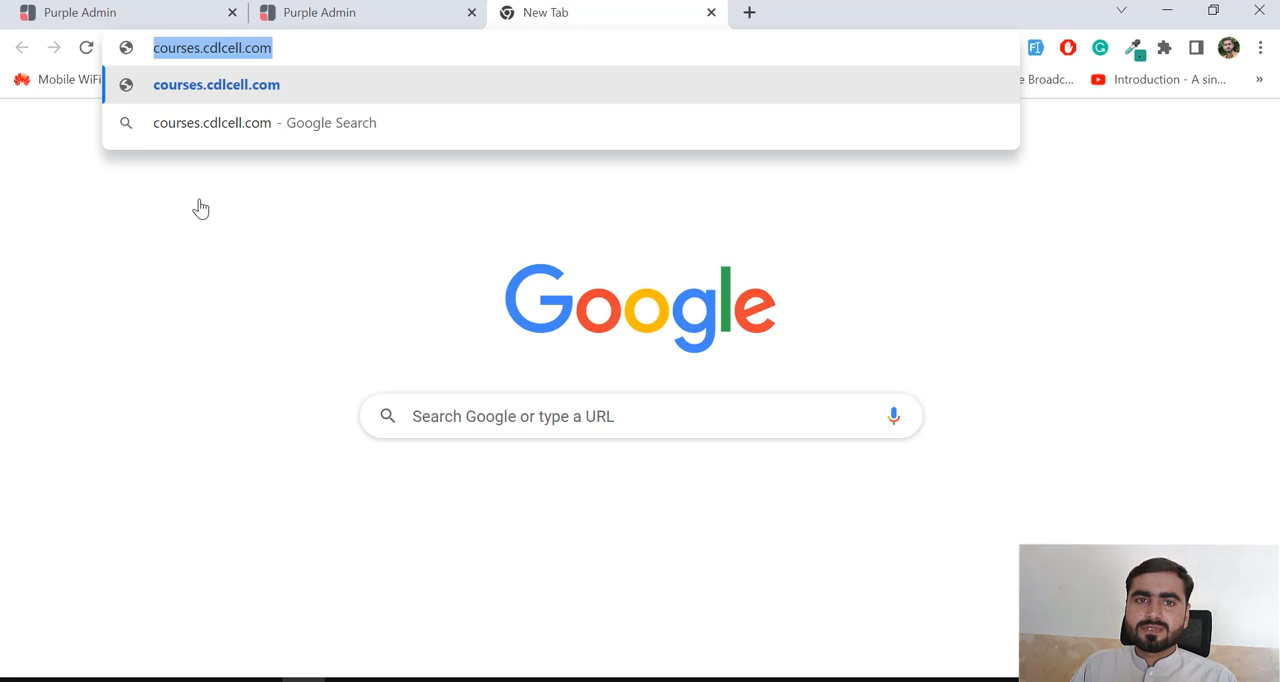 Purple Admin
Purple Admin
New Tab
courses.cdlcell.com
courses.cdlcell.com
courses.cdlcell.com - Google Search
Mobile WiFi
e Broadc...
Introduction - A sin...
Google
Search Google or type a URL